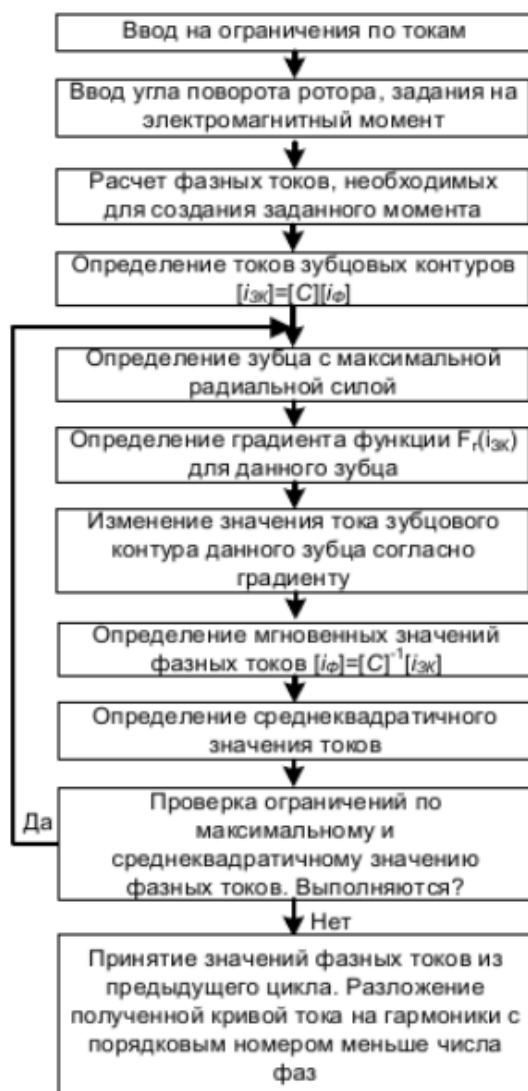 Ввод на ограничения по токам
Ввод угла поворота ротора, задания на
электромагнитный момент
Расчет фазных токов, необходимых
для создания заданного момента
Определение токов зубцовых контуров
[iЗК]=[C][iФ]
Определение зубца с максимальной
радиальной силой
Определение градиента функции Fr(iЗК)
для данного зубца
Изменение значения тока зубцового
контура данного зубца согласно
градиенту
Определение мгновенных значений
фазных токов [iФ]=[C]-1[iЗК]
Определение среднеквадратичного
значения токов
Да
Проверка ограничений по
максимальному и
среднеквадратичному значению
фазных токов. Выполняются?
Нет
Принятие значений фазных токов из
предыдущего цикла. Разложение
полученной кривой тока на гармоники с
порядковым номером меньше числа
фаз